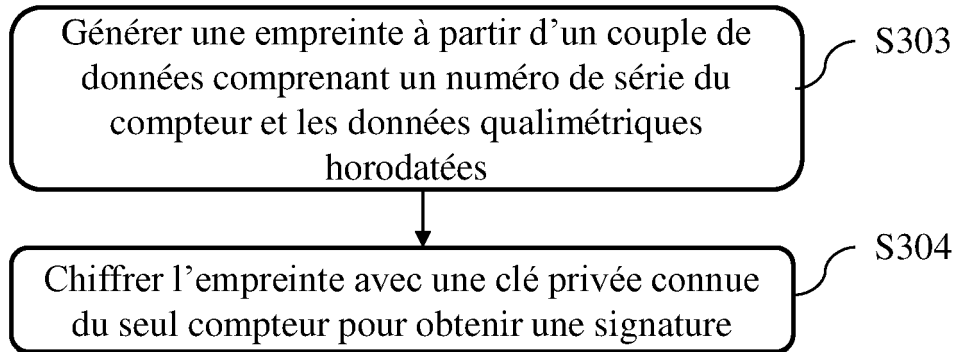 Générer une empreinte à partir d’un couple de
données comprenant un numéro de série du
compteur et les données qualimétriques
horodatées
S303
Chiffrer l’empreinte avec une clé privée connue
du seul compteur pour obtenir une signature
S304